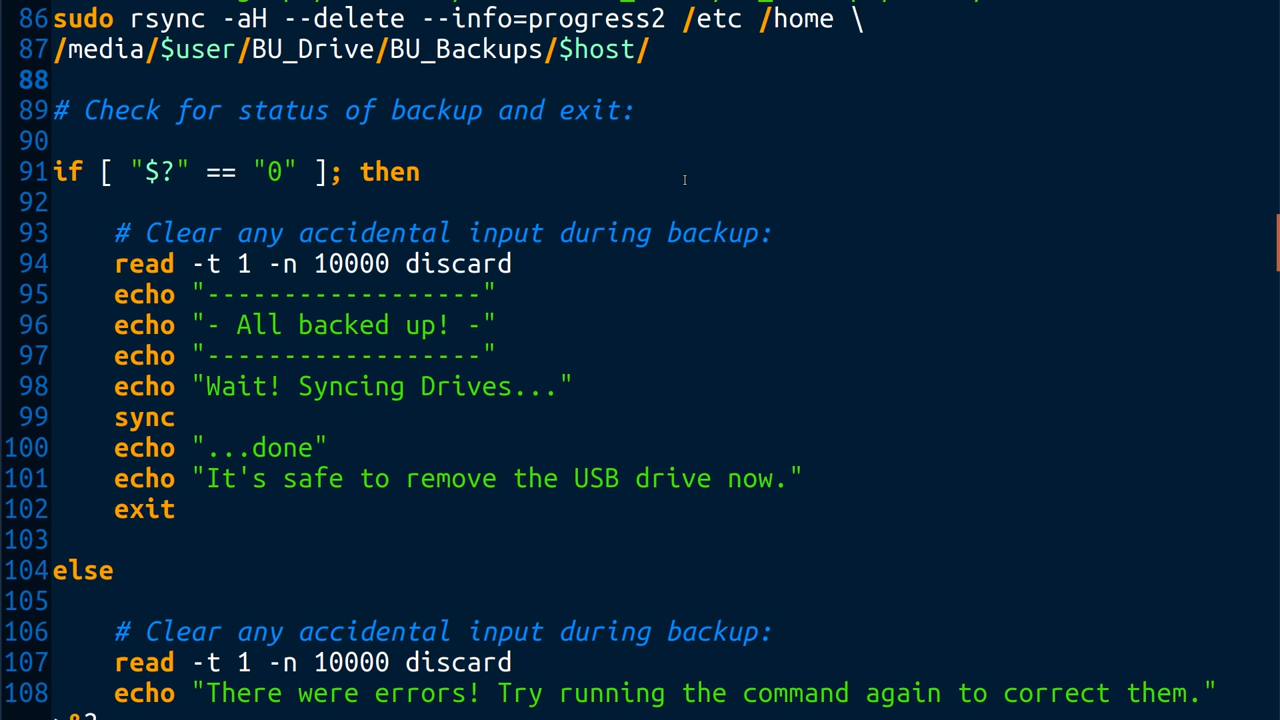 86 sudo rsync -aH --delete --info=progress2 /etc /home \
87 /media/$user/BU_Drive/BU_Backups/$host/
88
89 # Check for status of backup and exit:
90
91 if [ "$?" == "0" ]; then
92
93     # Clear any accidental input during backup:
94     read -t 1 -n 10000 discard
95     echo "------------------"
96     echo "- All backed up! -"
97     echo "------------------"
98     echo "Wait! Syncing Drives..."
99     sync
100     echo "...done"
101     echo "It's safe to remove the USB drive now."
102     exit
103
104 else
105
106     # Clear any accidental input during backup:
107     read -t 1 -n 10000 discard
108     echo "There were errors! Try running the command again to correct them."